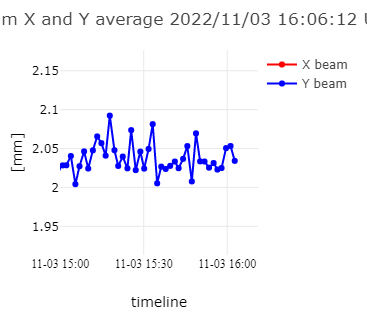 m X and Y average 2022/11/03 16:06:12 U
X beam
Y beam
2.15
2.1
2.05
2
1.95
[mm]
11-03 15:00 11-03 15:30 11-03 16:00
timeline